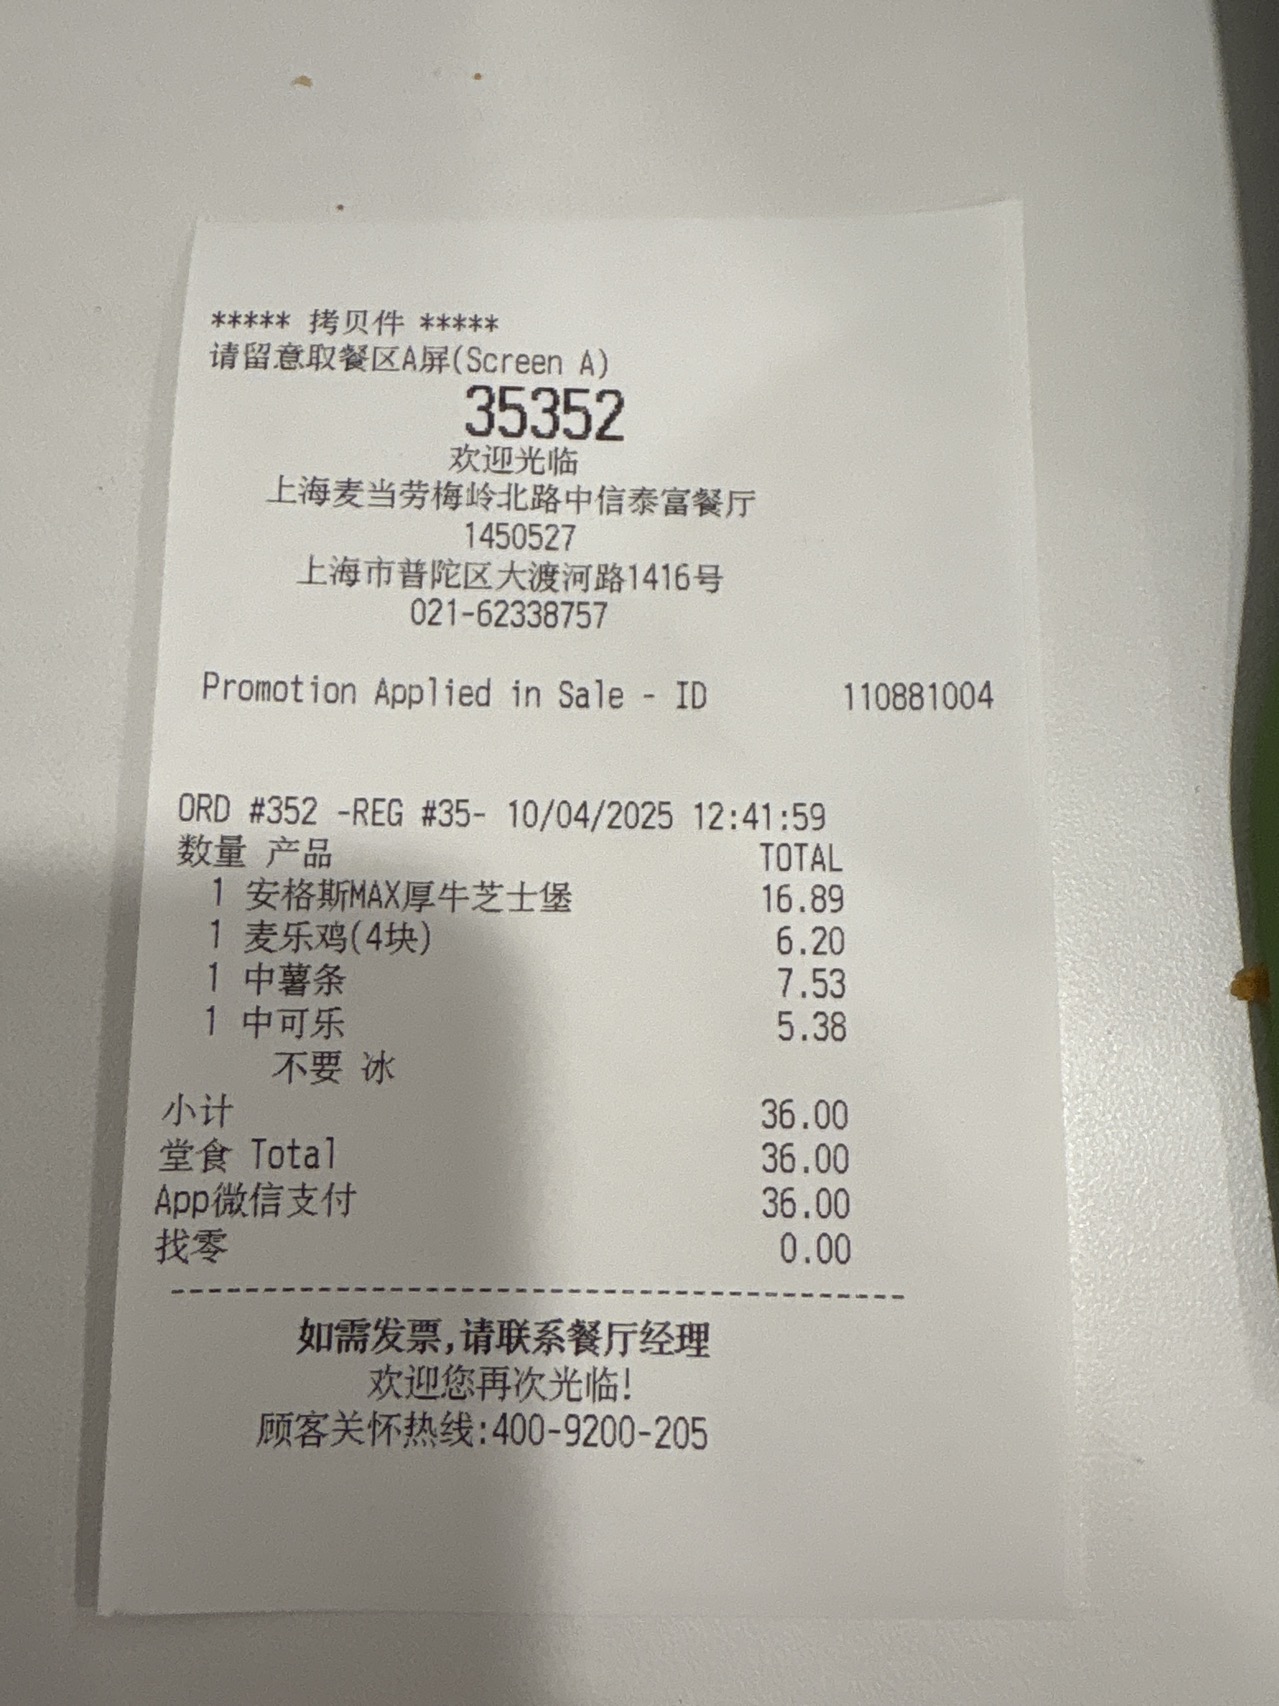 ***** 拷贝件 *****
请留意取餐区A屏(Screen A)
35352
欢迎光临
上海麦当劳梅岭北路中信泰富餐厅
1450527
上海市普陀区大渡河路1416号
021-62338757
Promotion Applied in Sale - ID 110881004
ORD #352 -REG #35- 10/04/2025 12:41:59
数量 产品 TOTAL
1 安格斯MAX厚牛芝士堡 16.89
1 麦乐鸡(4块) 6.20
1 中薯条 7.53
1 中可乐 5.38
不要 冰
小计 36.00
堂食 Total 36.00
App微信支付 36.00
找零 0.00
--------------------------------------
如需发票,请联系餐厅经理
欢迎您再次光临!
顾客关怀热线:400-9200-205